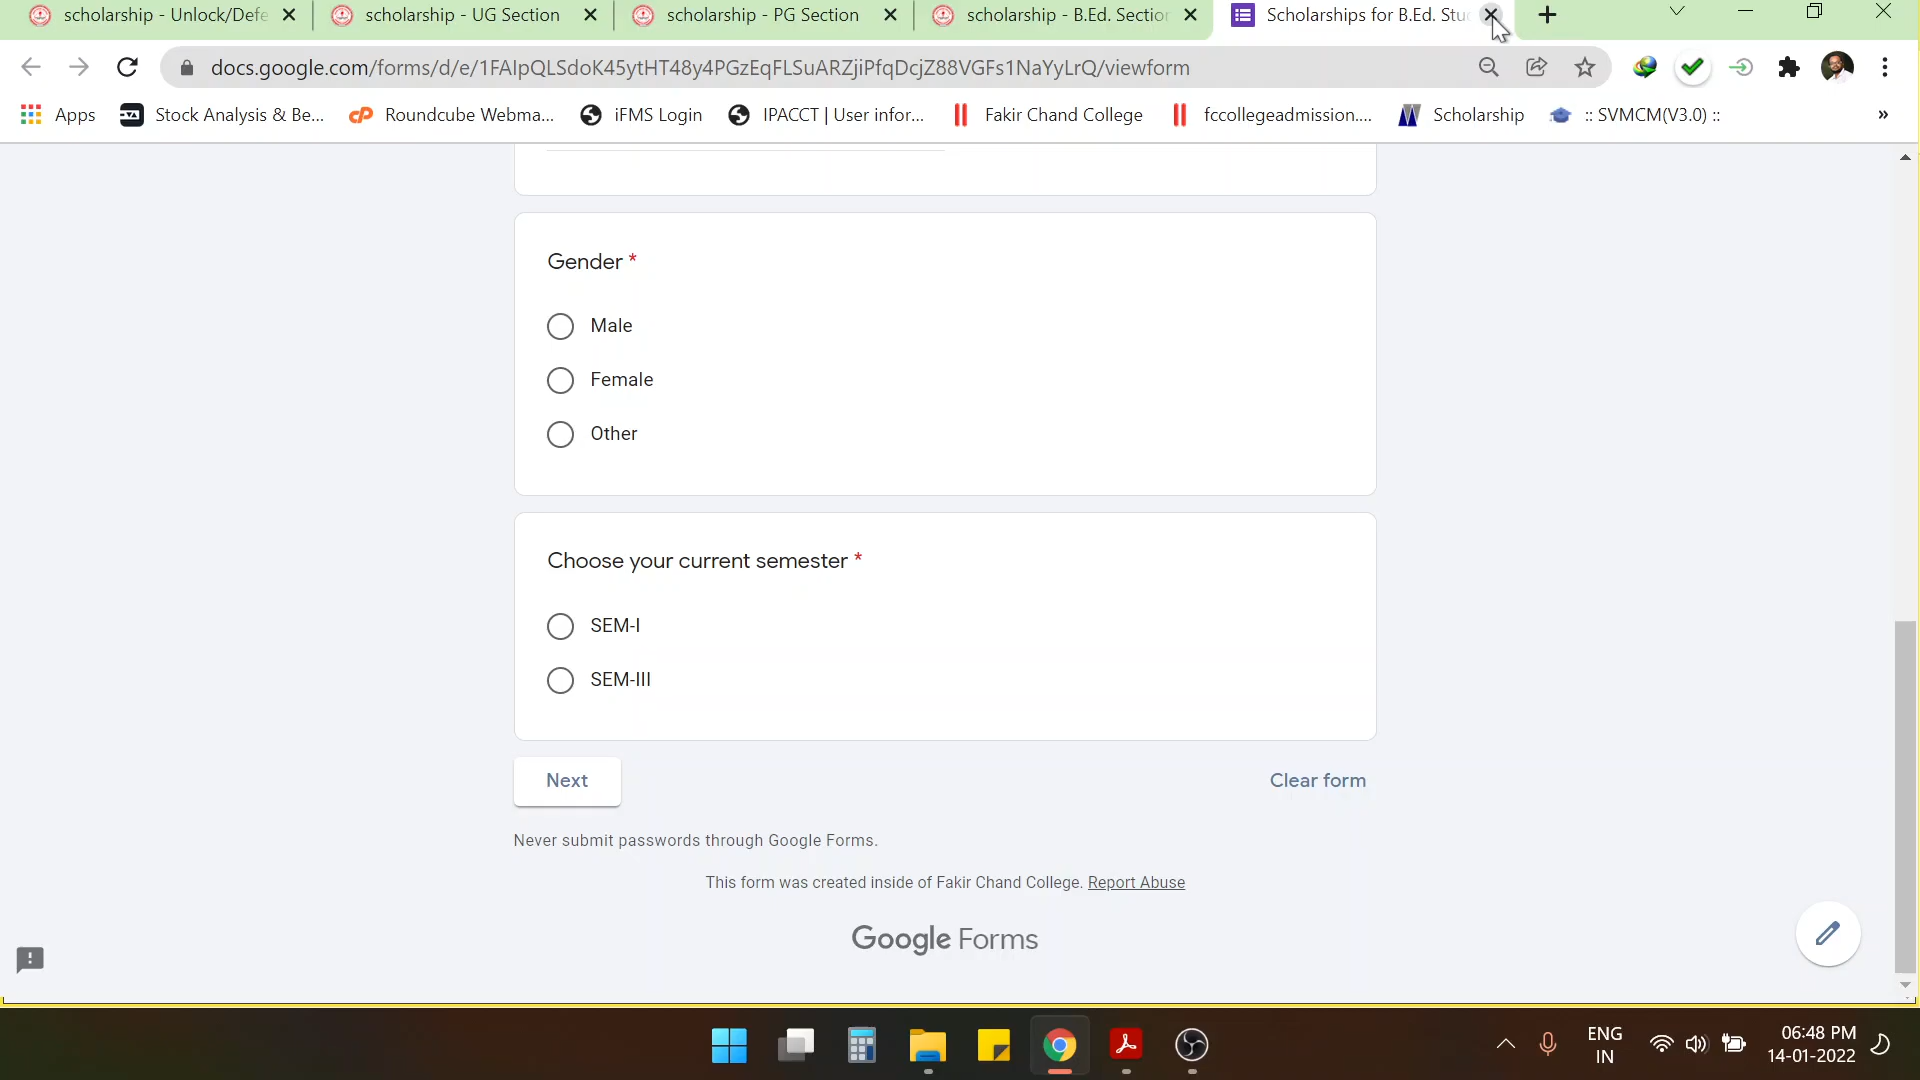 scholarship - Unlock/Defe
scholarship - UG Section
scholarship - PG Section
scholarship - B.Ed. Section
Scholarships for B.Ed. Stu
docs.google.com/forms/d/e/1FAIpQLSdoK45ytHT48y4PGzEqFLSuARZjiPfqDcjZ88VGFs1NaYyLrQ/viewform
Apps
Stock Analysis & Be...
Roundcube Webma...
iFMS Login
IPACCT | User infor...
Fakir Chand College
fccollegeadmission....
Scholarship
:: SVMCM(V3.0) ::
»
Gender *
Male
Female
Other
Choose your current semester *
SEM-I
SEM-III
Next
Clear form
Never submit passwords through Google Forms.
This form was created inside of Fakir Chand College. Report Abuse
Google Forms
ENG
IN
06:48 PM
14-01-2022